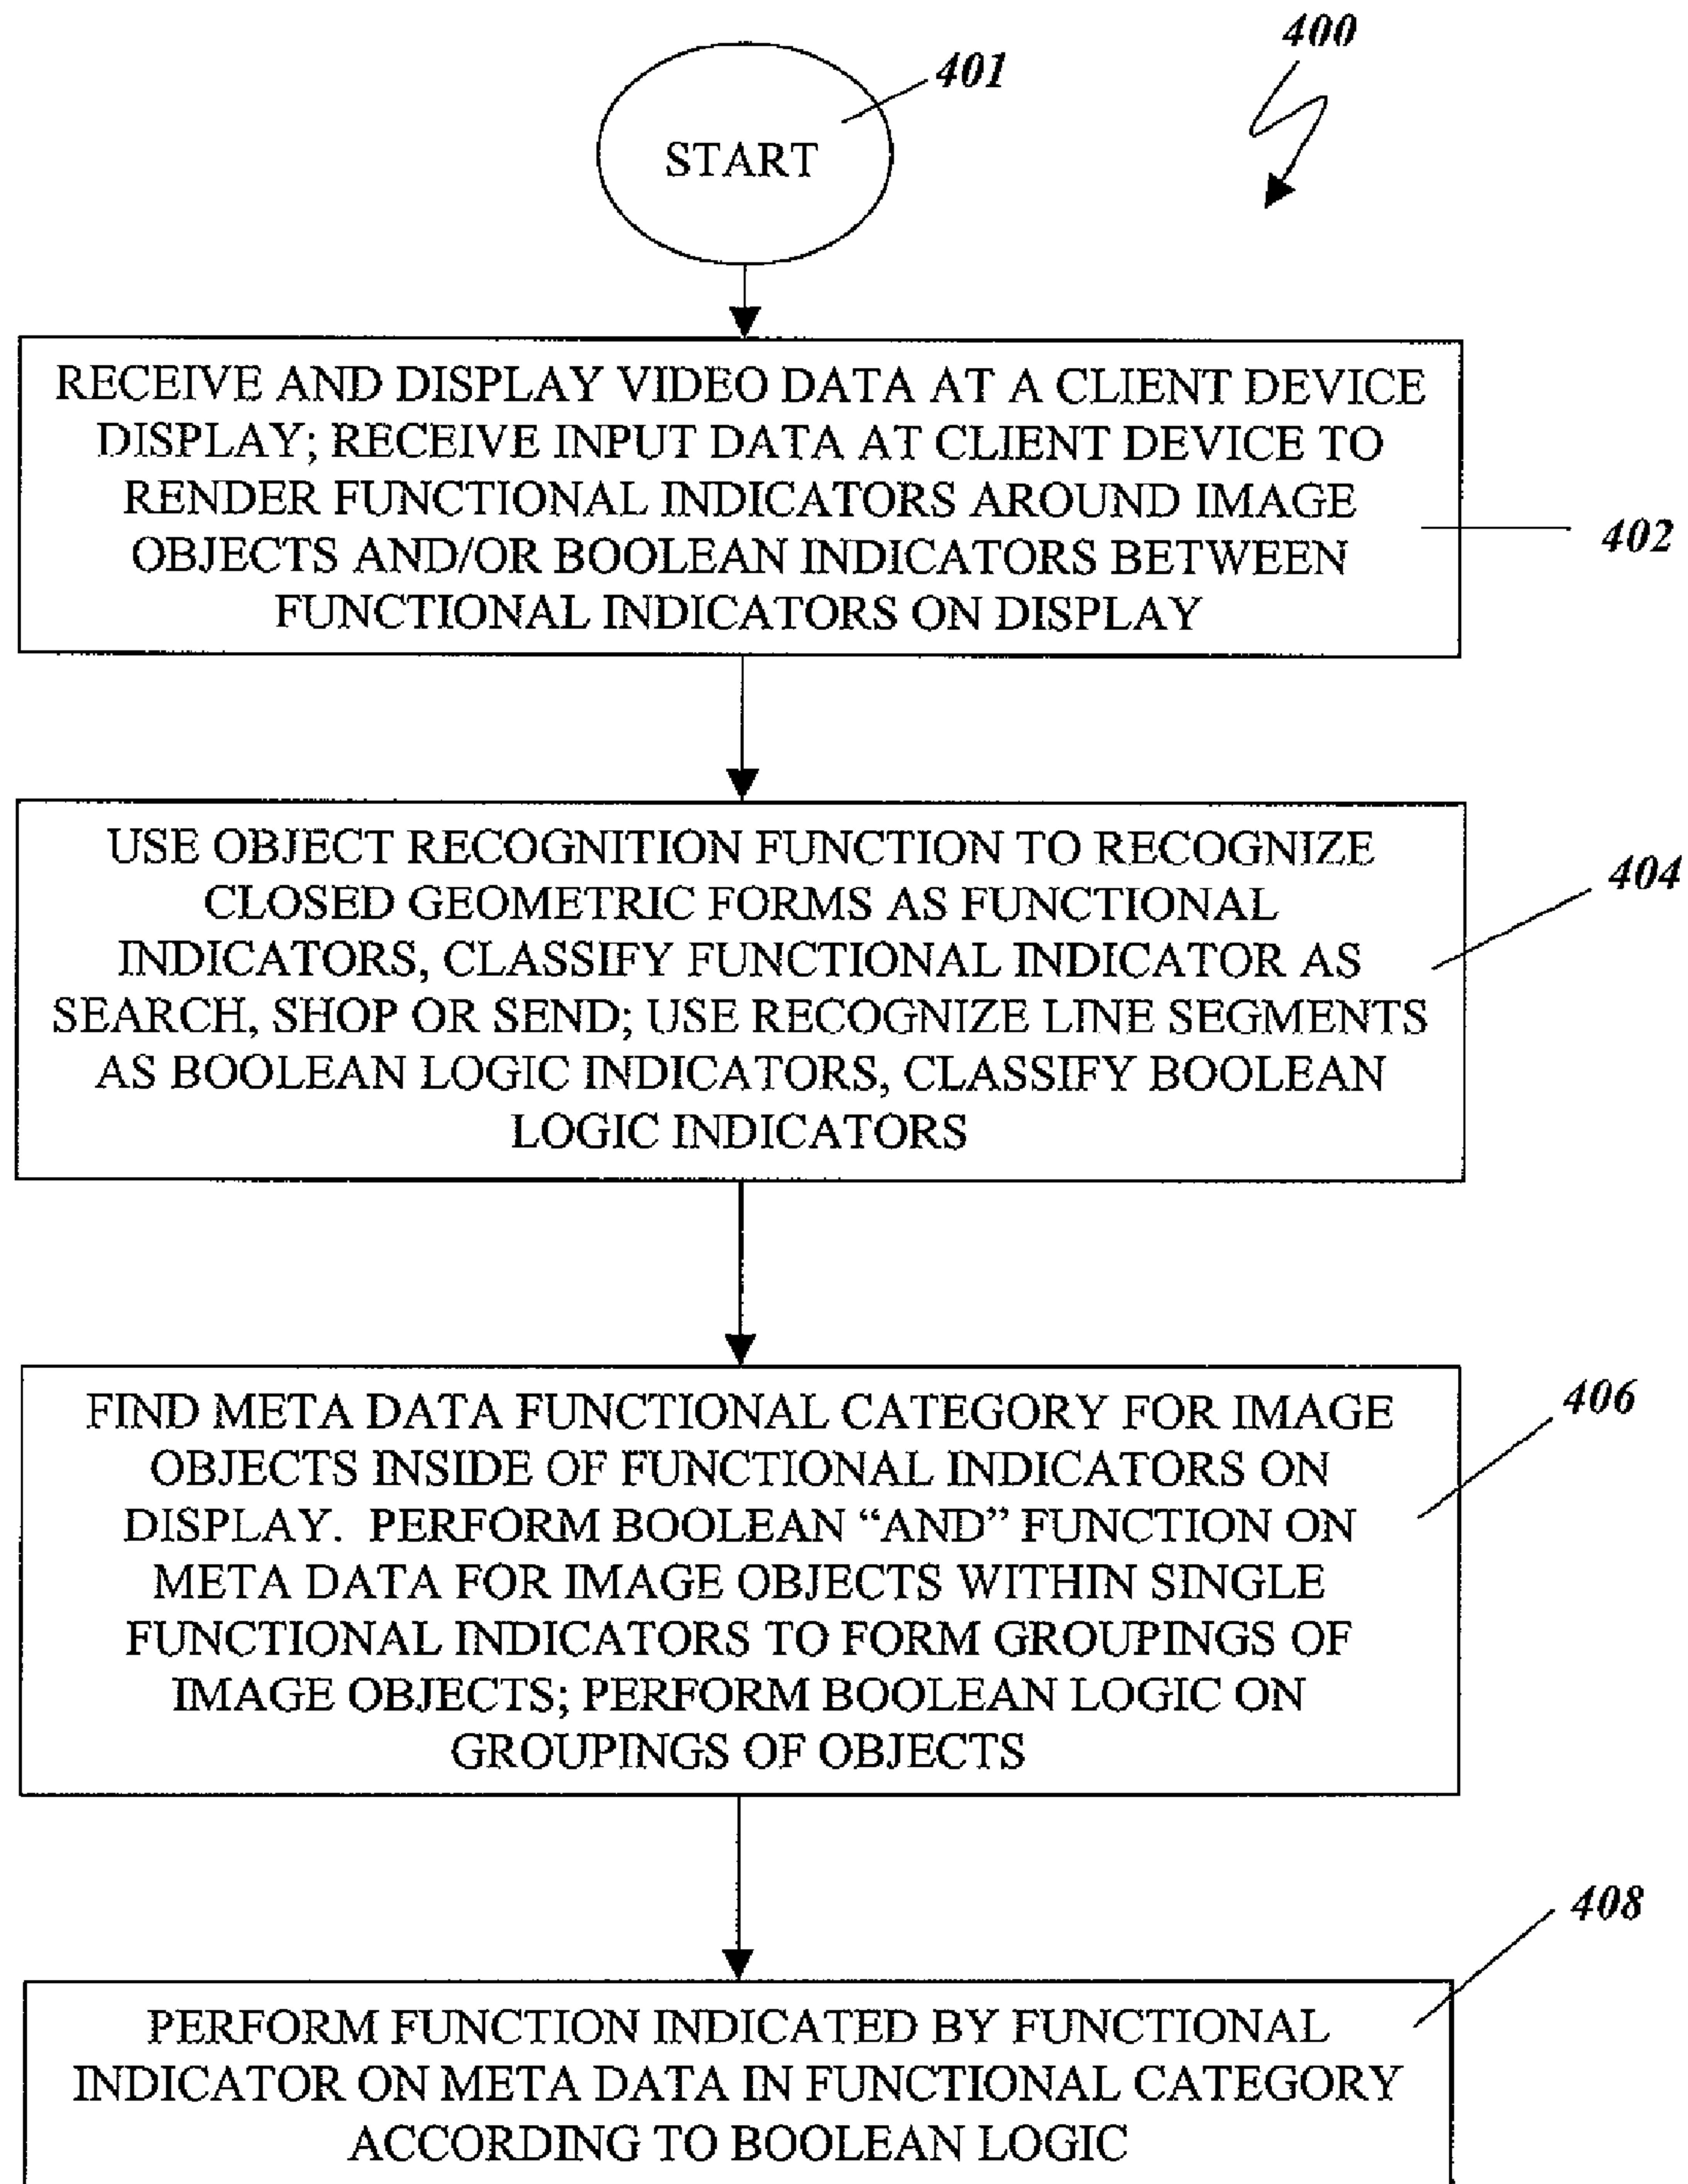 400
401
START
RECEIVE AND DISPLAY VIDEO DATA AT A CLIENT DEVICE
DISPLAY; RECEIVE INPUT DATA AT CLIENT DEVICE TO
RENDER FUNCTIONAL INDICATORS AROUND IMAGE
OBJECTS AND/OR BOOLEAN INDICATORS BETWEEN
FUNCTIONAL INDICATORS ON DISPLAY
402
USE OBJECT RECOGNITION FUNCTION TO RECOGNIZE
CLOSED GEOMETRIC FORMS AS FUNCTIONAL
INDICATORS, CLASSIFY FUNCTIONAL INDICATOR AS
SEARCH, SHOP OR SEND; USE RECOGNIZE LINE SEGMENTS
AS BOOLEAN LOGIC INDICATORS, CLASSIFY BOOLEAN
LOGIC INDICATORS
404
FIND META DATA FUNCTIONAL CATEGORY FOR IMAGE
OBJECTS INSIDE OF FUNCTIONAL INDICATORS ON
DISPLAY. PERFORM BOOLEAN “AND” FUNCTION ON
META DATA FOR IMAGE OBJECTS WITHIN SINGLE
FUNCTIONAL INDICATORS TO FORM GROUPINGS OF
IMAGE OBJECTS; PERFORM BOOLEAN LOGIC ON
GROUPINGS OF OBJECTS
406
408
PERFORM FUNCTION INDICATED BY FUNCTIONAL
INDICATOR ON META DATA IN FUNCTIONAL CATEGORY
ACCORDING TO BOOLEAN LOGIC